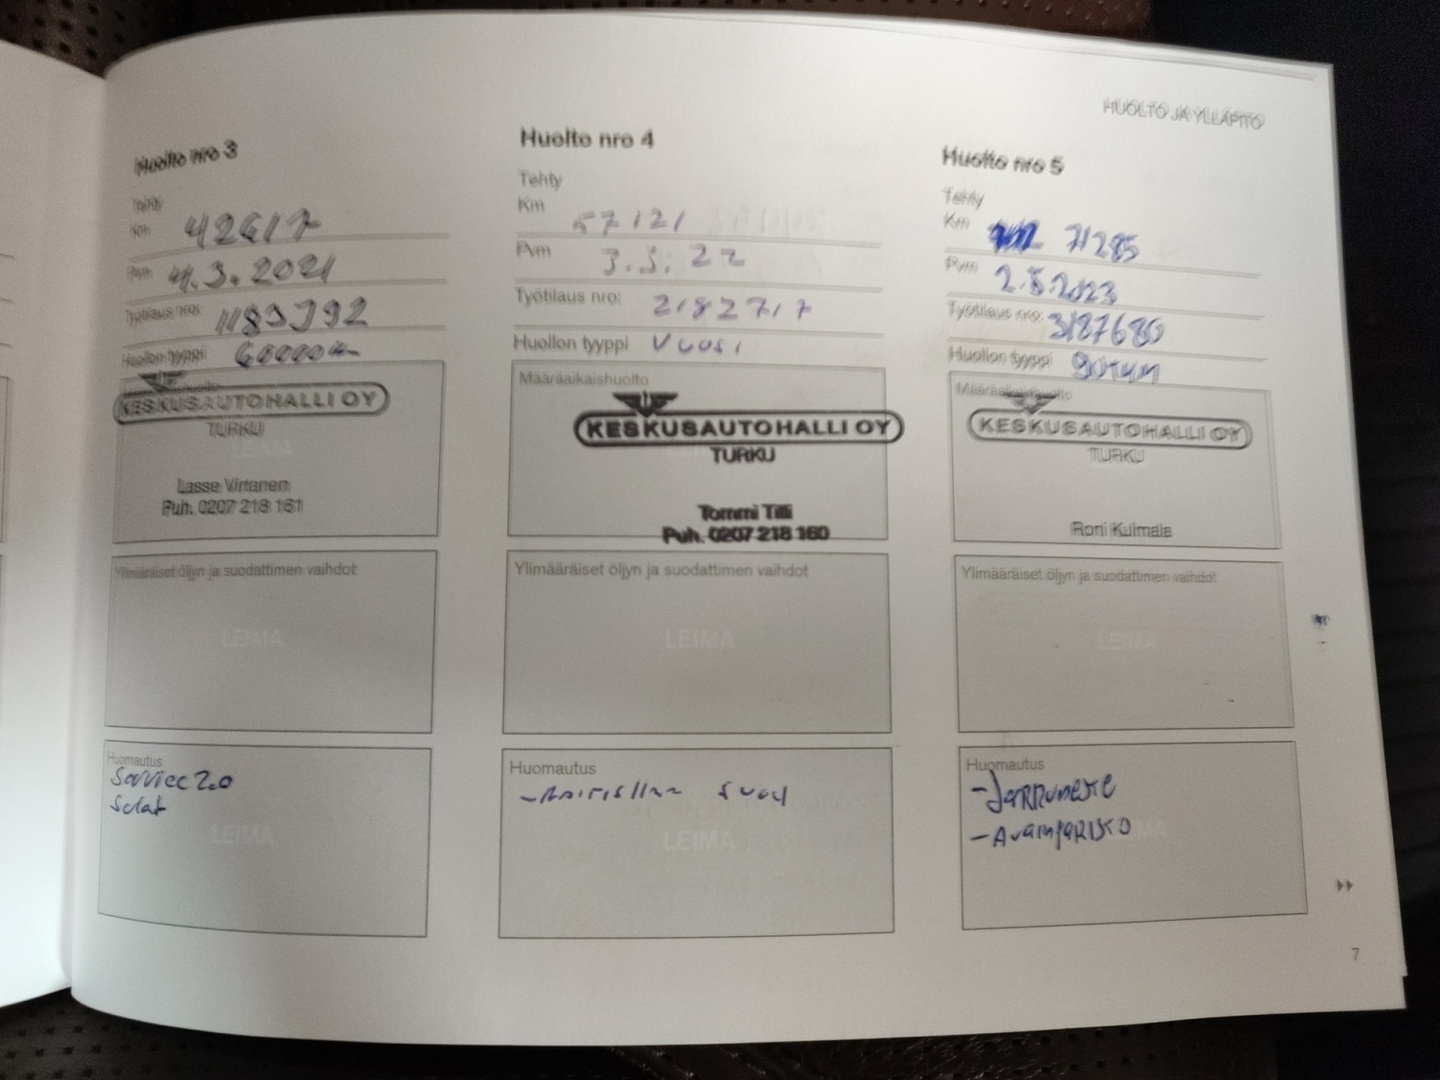 HUOLTO JA YLLÄPITO
Huolto nro 3
Tehty
Km 42617
Pvm 4.3.2021
Työtilaus nro:
Huollon tyyppi 60000km
Määräaikaishuolto
KESKUSAUTOHALLI OY
TURKU
LEIMA
Lasse Virtanen
Puh. 0207 218 161
Ylimääräiset öljyn ja suodattimen vaihdot
LEIMA
Huomautus
LEIMA
Huolto nro 4
Tehty
Km 57121
Pvm 3.3.22
Työtilaus nro: 2182717
Huollon tyyppi Vuosi
Määräaikaishuolto
KESKUSAUTOHALLI OY
TURKU
Tommi Tilli
Puh. 0207 218 160
Ylimääräiset öljyn ja suodattimen vaihdot
LEIMA
Huomautus
LEIMA
Huolto nro 5
Tehty
Km 71285
Pvm 2.5.2023
Työtilaus nro: 3187680
Huollon tyyppi 90tkm
Määräaikaishuolto
KESKUSAUTOHALLI OY
TURKU
Roni Kulmala
Ylimääräiset öljyn ja suodattimen vaihdot
LEIMA
Huomautus
-Jarruneste
-Avainparisto
7